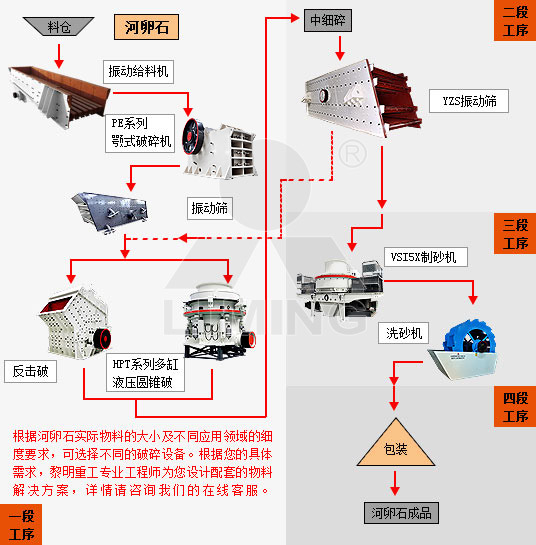 料仓
河卵石
振动给料机
PE系列
颚式破碎机
振动筛
反击破
HPT系列多缸
液压圆锥破
根据河卵石实际物料的大小及不同应用领域的细
度要求，可选择不同的破碎设备。根据您的具体
需求，黎明重工专业工程师为您设计配套的物料
解决方案，详情请咨询我们的在线客服。
一段
工序
中细碎
二段
工序
YZS振动筛
三段
工序
VSI5X制砂机
洗砂机
四段
工序
包装
河卵石成品
LIMING
®